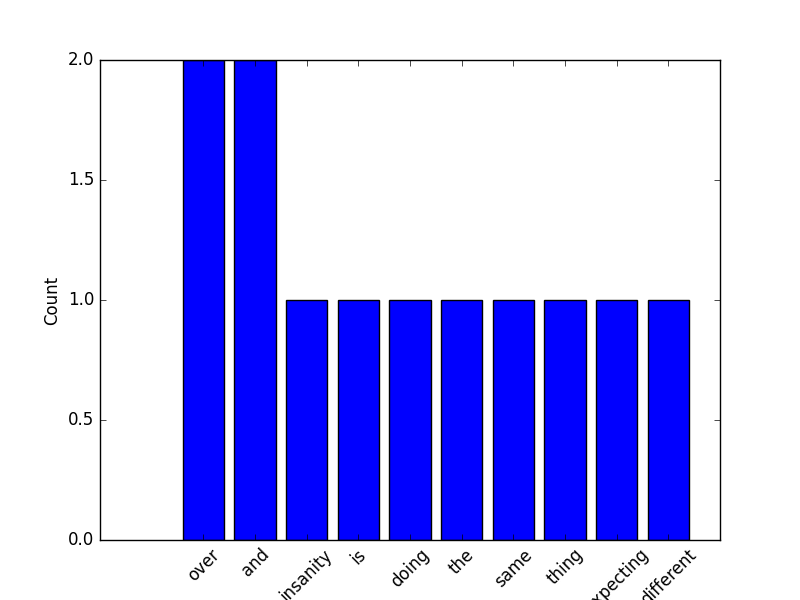 2.0
1.5
1.0
0.5
0.0
Count
over and insanity is doing the same thing xpecting different